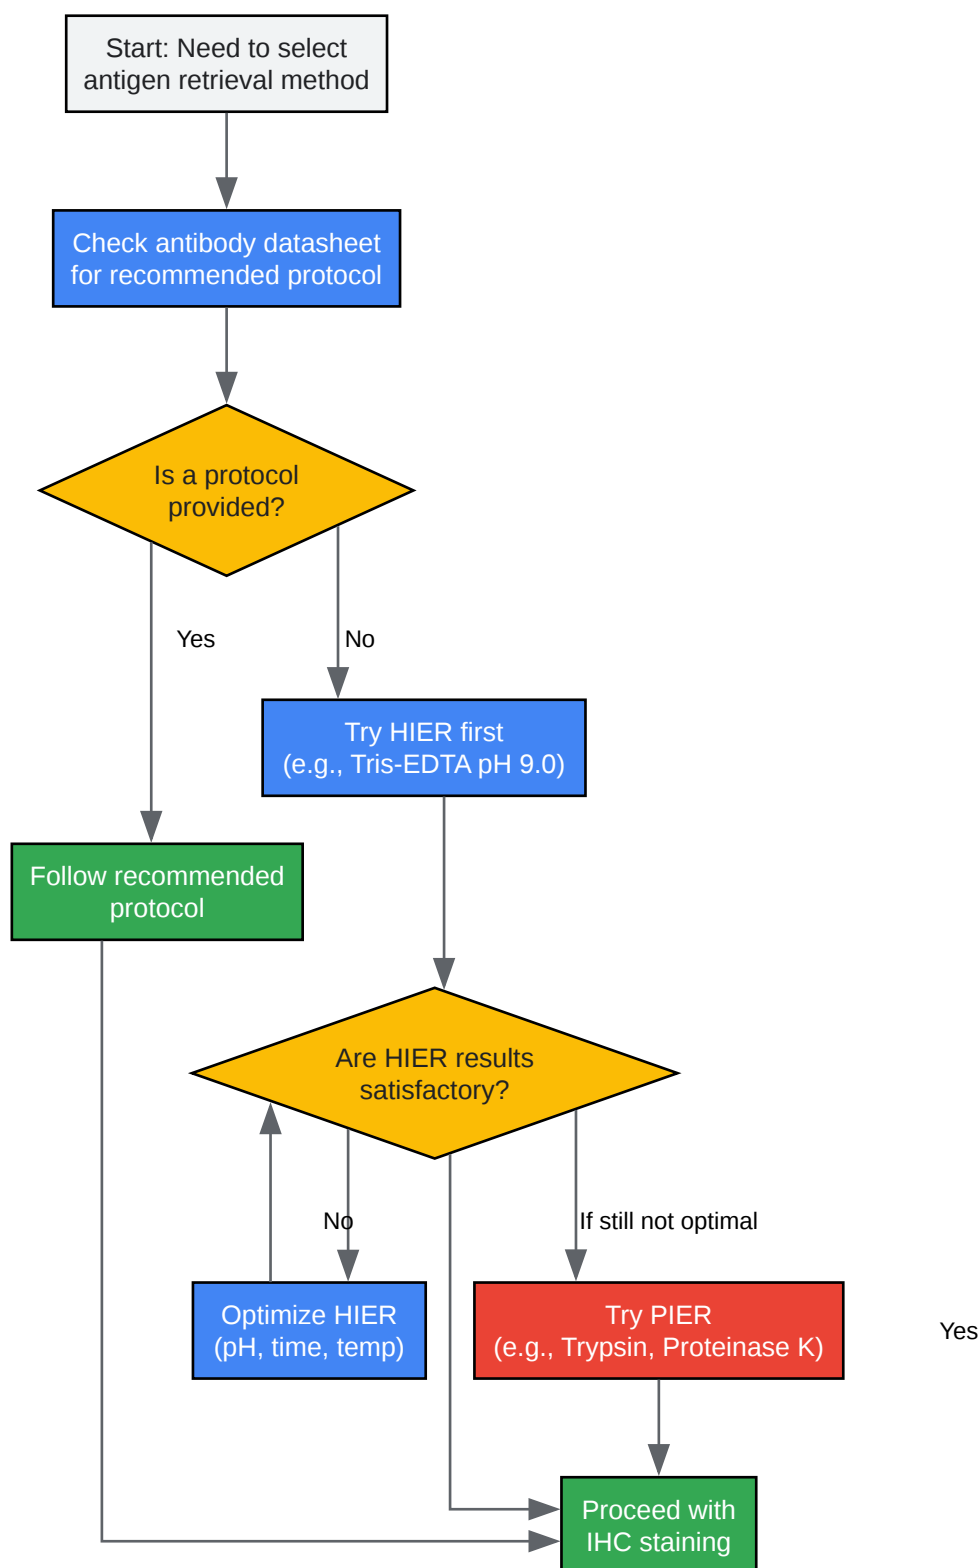 Start: Need to select
antigen retrieval method
Check antibody datasheet
for recommended protocol
Is a protocol
provided?
Yes
No
Try HIER first
(e.g., Tris-EDTA pH 9.0)
Follow recommended
protocol
Are HIER results
satisfactory?
No
If still not optimal
Optimize HIER
(pH, time, temp)
Try PIER
(e.g., Trypsin, Proteinase K)
Yes
Proceed with
IHC staining